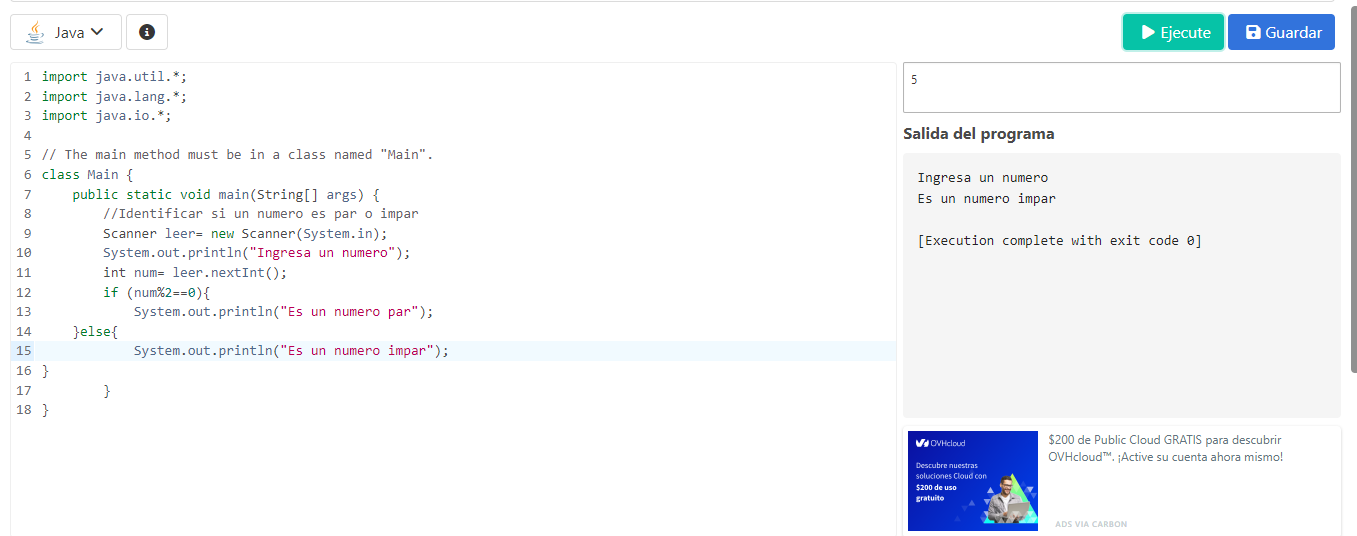 Java
Ejecute
Guardar
1 import java.util.*;
2 import java.lang.*;
3 import java.io.*;
4
5 // The main method must be in a class named "Main".
6 class Main {
7     public static void main(String[] args) {
8         //Identificar si un numero es par o impar
9         Scanner leer= new Scanner(System.in);
10         System.out.println("Ingresa un numero");
11         int num= leer.nextInt();
12         if (num%2==0){
13             System.out.println("Es un numero par");
14     }else{
15             System.out.println("Es un numero impar");
16 }
17         }
18 }
5
Salida del programa
Ingresa un numero
Es un numero impar
[Execution complete with exit code 0]
OVHcloud
Descubre nuestras
soluciones Cloud con
$200 de uso
gratuito
$200 de Public Cloud GRATIS para descubrir
OVHcloud™. ¡Active su cuenta ahora mismo!
ADS VIA CARBON